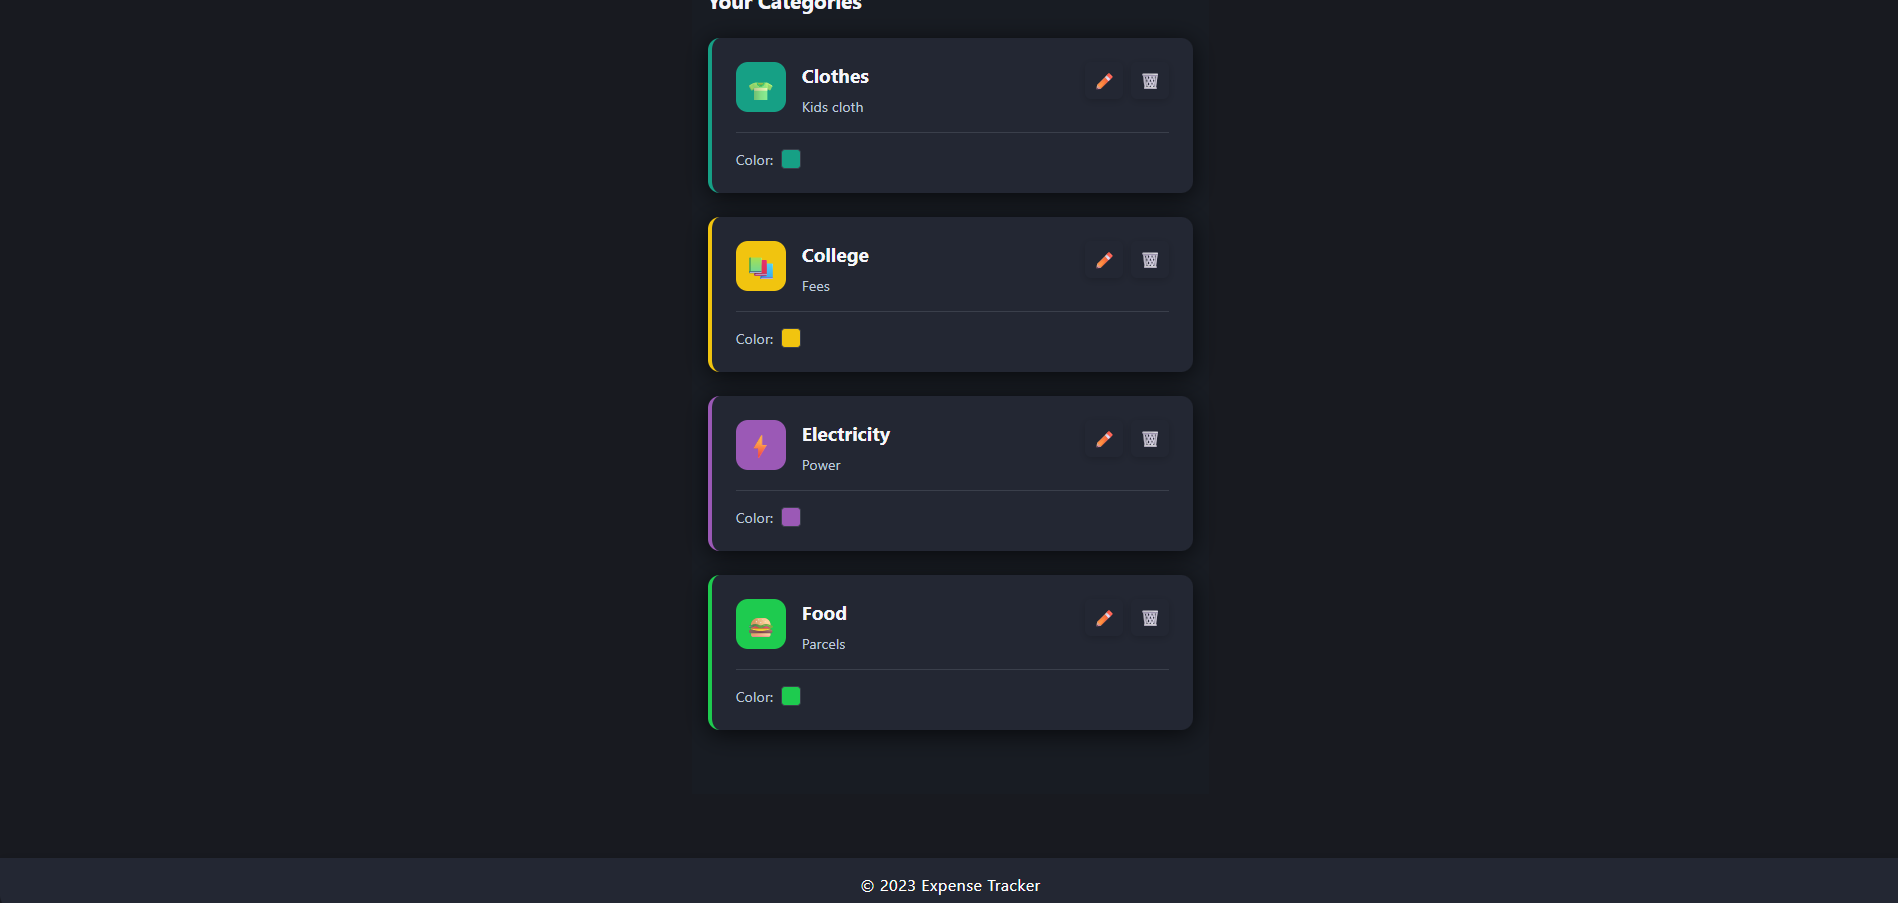 Your Categories
Clothes
Kids cloth
Color:
College
Fees
Color:
Electricity
Power
Color:
Food
Parcels
Color:
© 2023 Expense Tracker